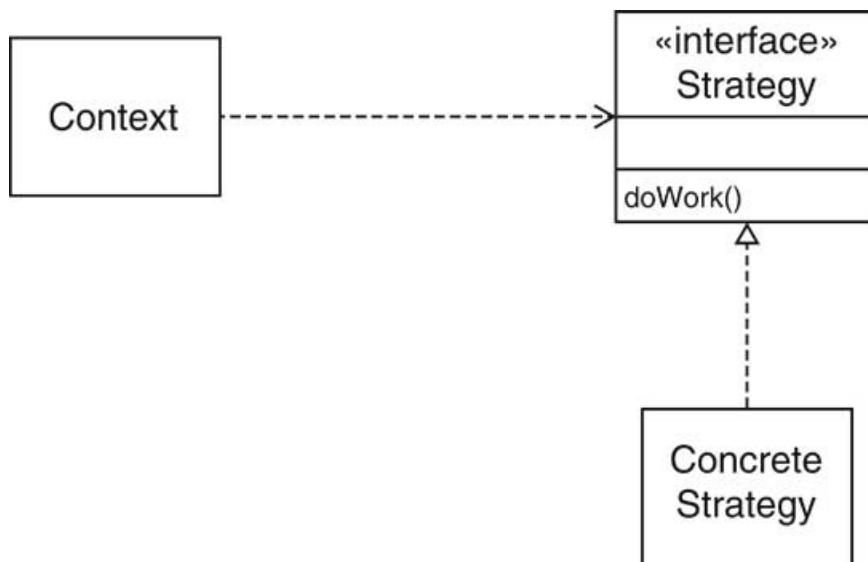 Context
«interface»
Strategy
doWork()
Concrete
Strategy